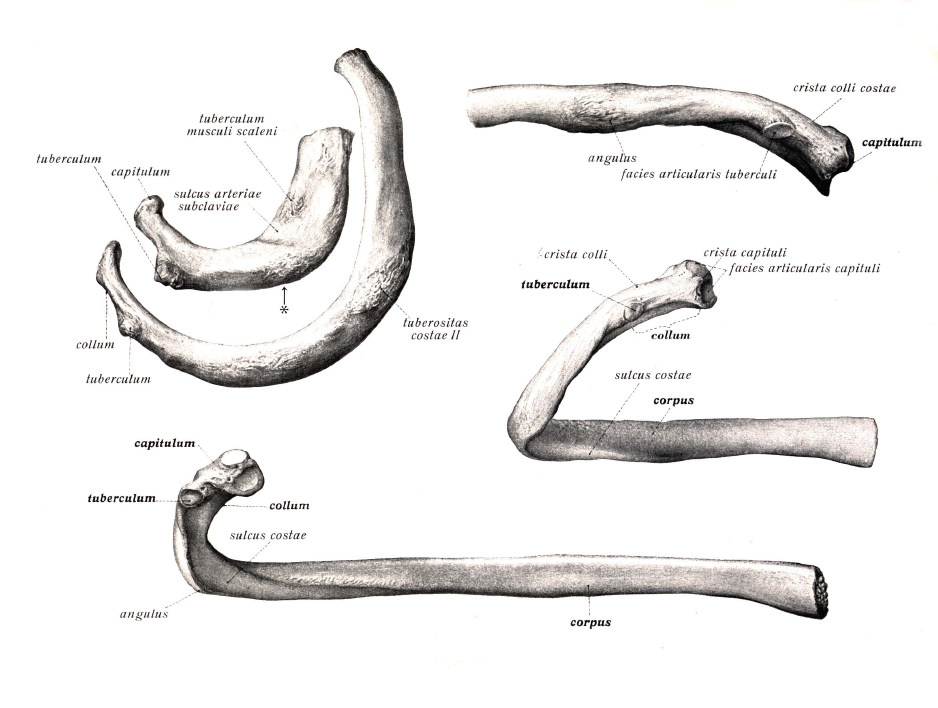 tuberculum
musculi scaleni
tuberculum
capitulum
sulcus arteriae
subclaviae
*
tuberositas
costae II
collum
tuberculum
crista colli costae
capitulum
angulus
facies articularis tuberculi
crista colli
crista capituli
facies articularis capituli
tuberculum
collum
sulcus costae
corpus
capitulum
tuberculum
collum
sulcus costae
angulus
corpus